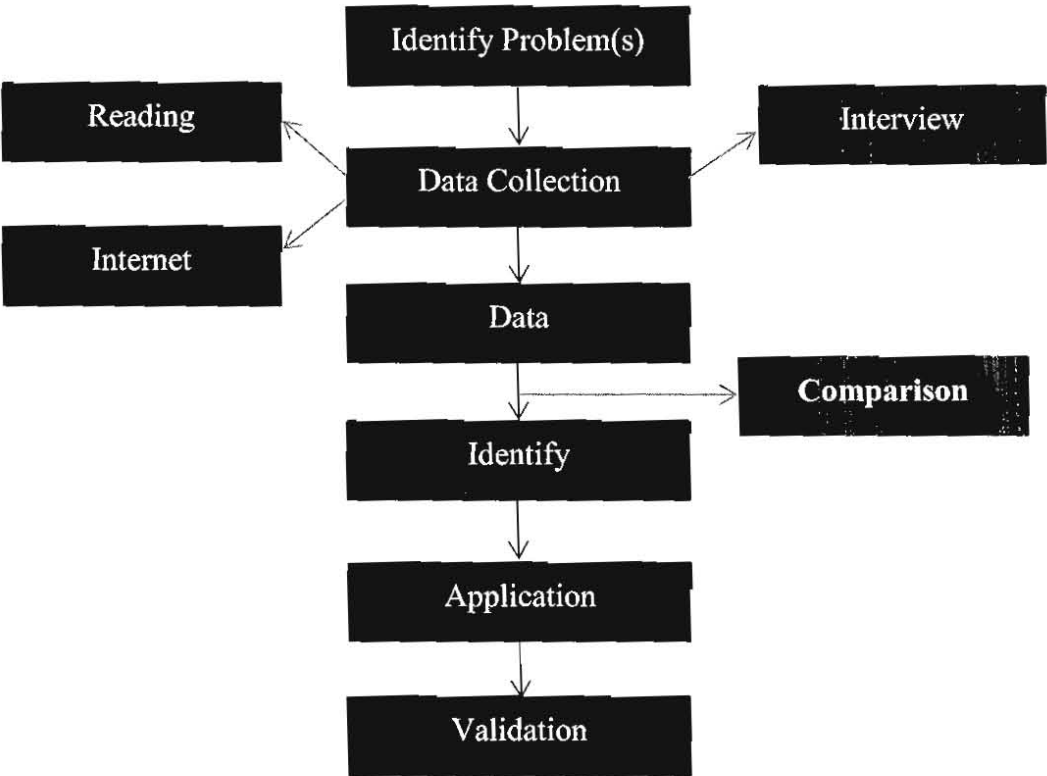 Identify Problem(s)
Reading
Interview
Data Collection
Internet
Data
Comparison
Identify
Application
Validation